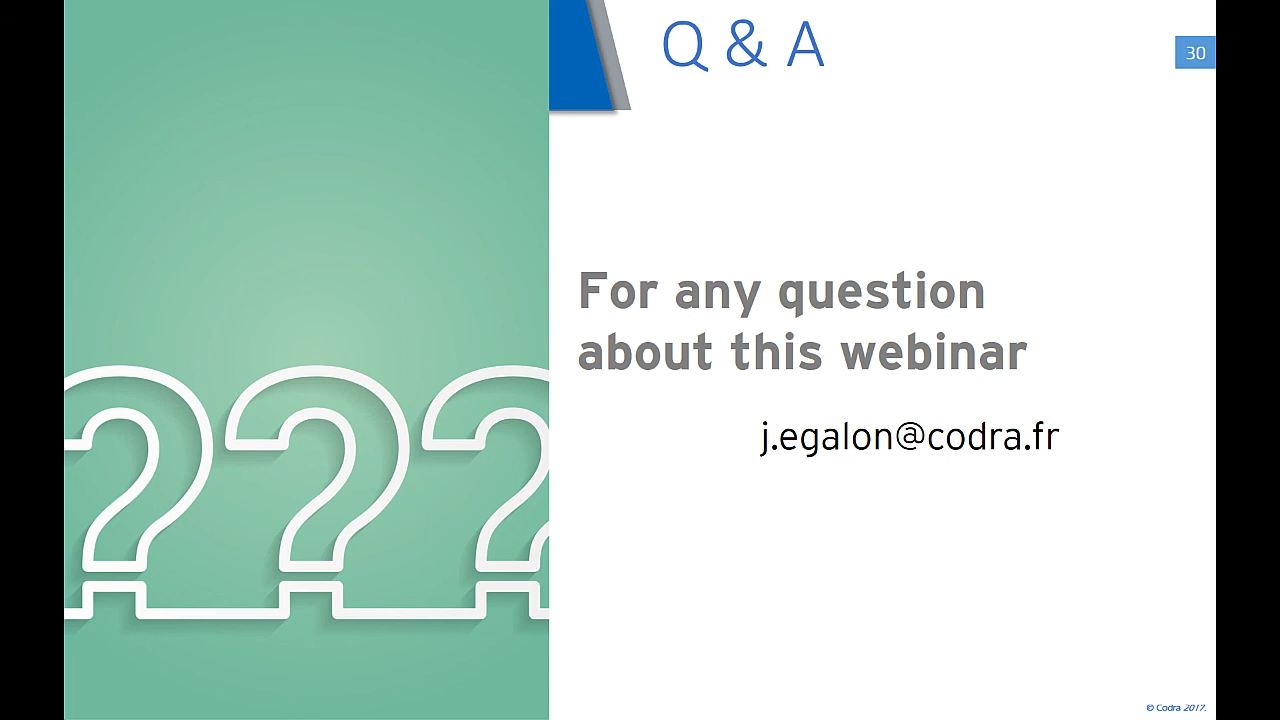 Q & A
30
For any question
about this webinar
j.egalon@codra.fr
© Codra 2017.